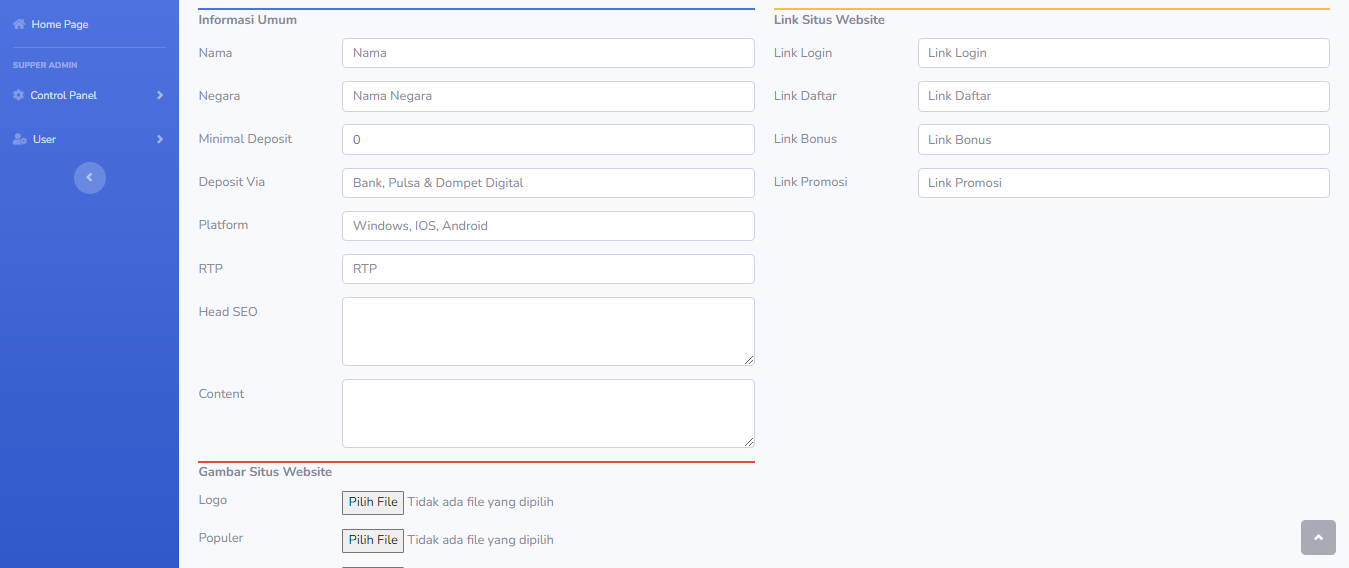 Home Page
SUPPER ADMIN
Control Panel
User
Informasi Umum
Nama Nama
Negara Nama Negara
Minimal Deposit 0
Deposit Via Bank, Pulsa & Dompet Digital
Platform Windows, IOS, Android
RTP RTP
Head SEO
Content
Link Situs Website
Link Login Link Login
Link Daftar Link Daftar
Link Bonus Link Bonus
Link Promosi Link Promosi
Gambar Situs Website
Logo Pilih File Tidak ada file yang dipilih
Populer Pilih File Tidak ada file yang dipilih